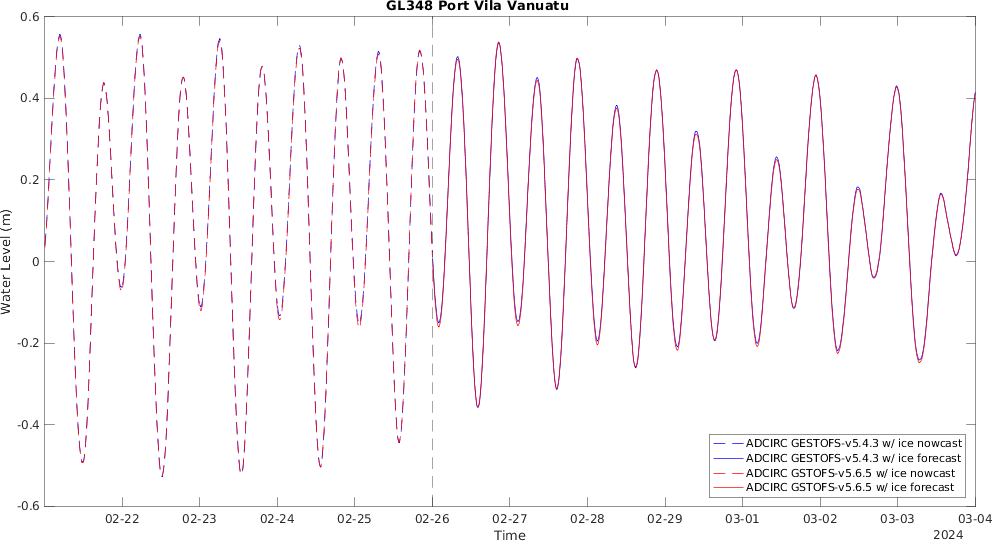 GL348 Port Vila Vanuatu
0.6
0.4
0.2
0
-0.2
-0.4
-0.6
Water Level (m)
ADCIRC GESTOFS-v5.4.3 w/ ice nowcast
ADCIRC GESTOFS-v5.4.3 w/ ice forecast
ADCIRC GSTOFS-v5.6.5 w/ ice nowcast
ADCIRC GSTOFS-v5.6.5 w/ ice forecast
02-22 02-23 02-24 02-25 02-26 02-27 02-28 02-29 03-01 03-02 03-03 03-04
Time
2024